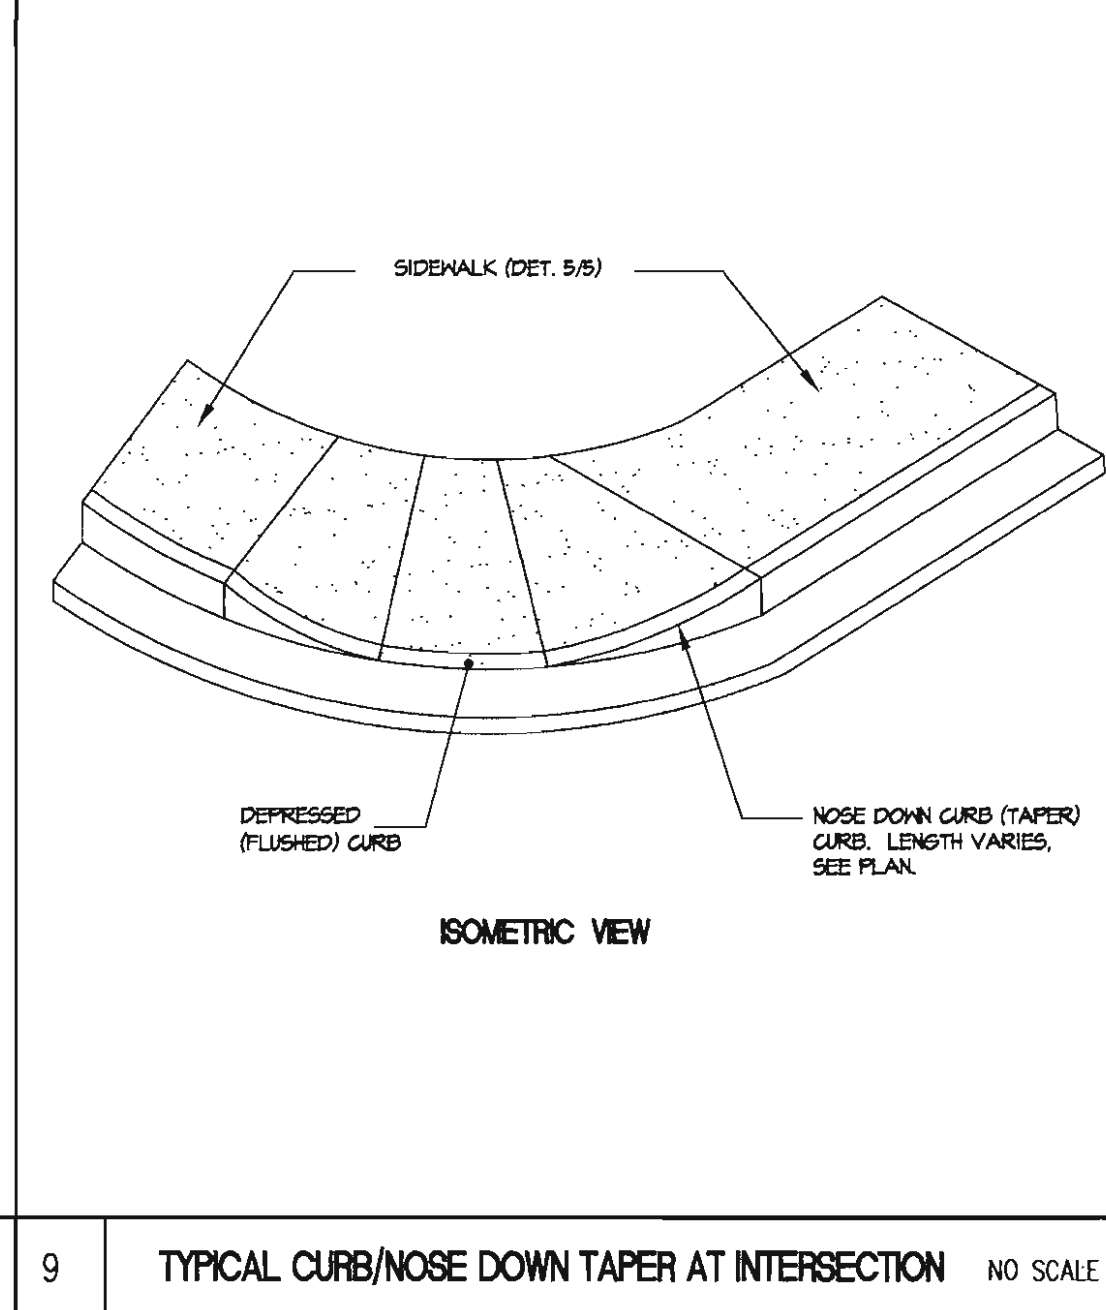 SIDEWALK (DET. 5/5)
DEPRESSED
(FLUSHED) CURB
NOSE DOWN CURB (TAPER)
CURB. LENGTH VARIES,
SEE PLAN.
ISOMETRIC VIEW
9
TYPICAL CURB/NOSE DOWN TAPER AT INTERSECTION NO SCALE